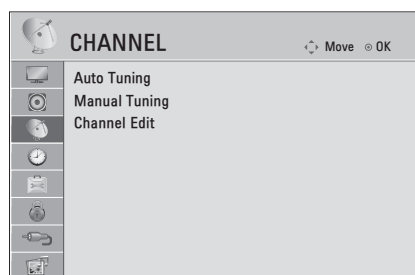 CHANNEL
Move OK
Auto Tuning
Manual Tuning
Channel Edit